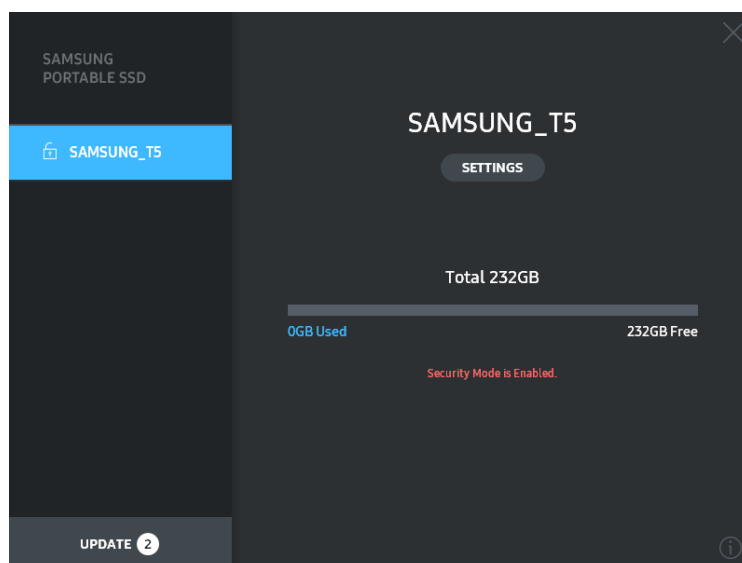 SAMSUNG
PORTABLE SSD
SAMSUNG_T5
SAMSUNG_T5
SETTINGS
Total 232GB
0GB Used 232GB Free
Security Mode is Enabled.
UPDATE 2